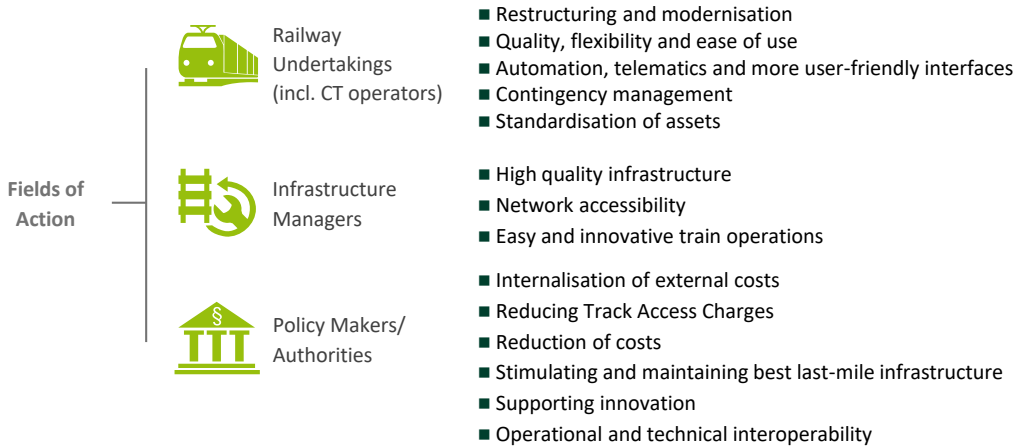 Fields of
Action
Railway
Undertakings
(incl. CT operators)
■ Restructuring and modernisation
■ Quality, flexibility and ease of use
■ Automation, telematics and more user-friendly interfaces
■ Contingency management
■ Standardisation of assets
Infrastructure
Managers
■ High quality infrastructure
■ Network accessibility
■ Easy and innovative train operations
§
Policy Makers/
Authorities
■ Internalisation of external costs
■ Reducing Track Access Charges
■ Reduction of costs
■ Stimulating and maintaining best last-mile infrastructure
■ Supporting innovation
■ Operational and technical interoperability